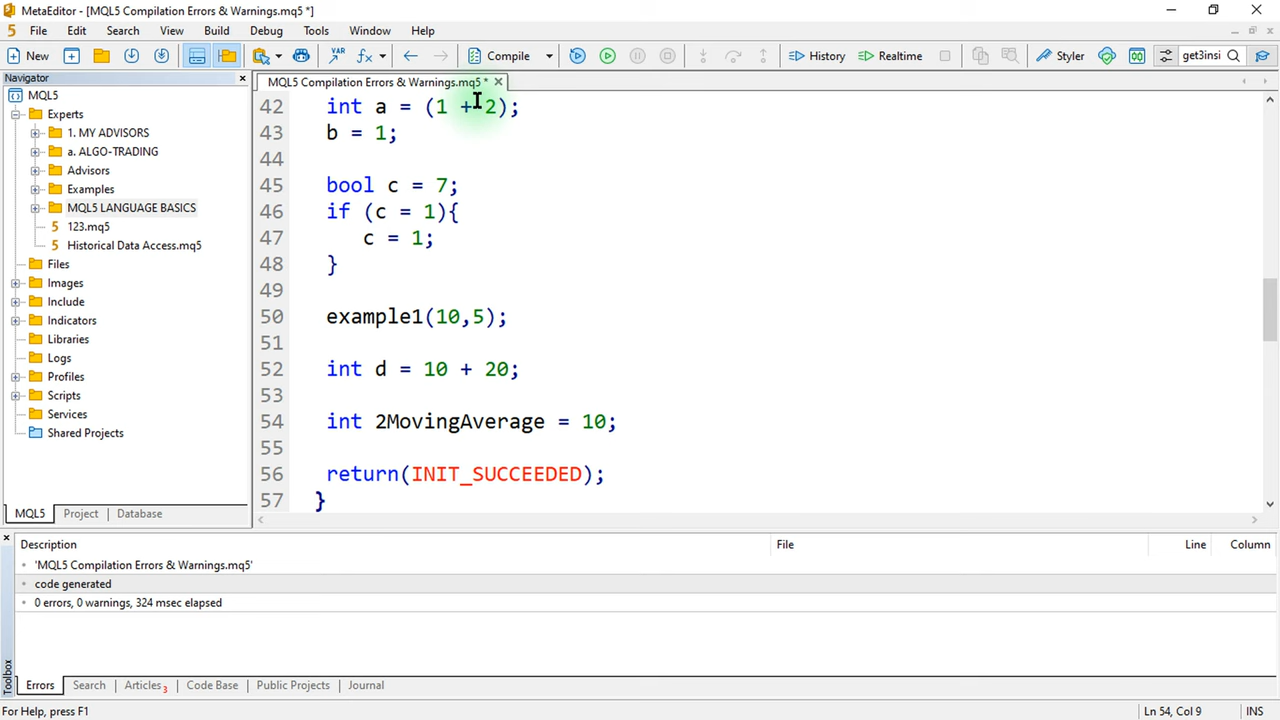 MetaEditor - [MQL5 Compilation Errors & Warnings.mq5 *]
5 File Edit Search View Build Debug Tools Window Help
New VAR fx Compile History Realtime Styler get3insi
Navigator
MQL5 Compilation Errors & Warnings.mq5 *
MQL5
Experts
1. MY ADVISORS
a. ALGO-TRADING
Advisors
Examples
MQL5 LANGUAGE BASICS
5 123.mq5
5 Historical Data Access.mq5
Files
Images
Include
Indicators
Libraries
Logs
Profiles
Scripts
Services
Shared Projects
MQL5 Project Database
42 int a = (1 + 2);
43 b = 1;
44
45 bool c = 7;
46 if (c = 1){
47 c = 1;
48 }
49
50 example1(10,5);
51
52 int d = 10 + 20;
53
54 int 2MovingAverage = 10;
55
56 return(INIT_SUCCEEDED);
57 }
Description File Line Column
'MQL5 Compilation Errors & Warnings.mq5'
code generated
0 errors, 0 warnings, 324 msec elapsed
Toolbox
Errors Search Articles 3 Code Base Public Projects Journal
For Help, press F1 Ln 54, Col 9 INS